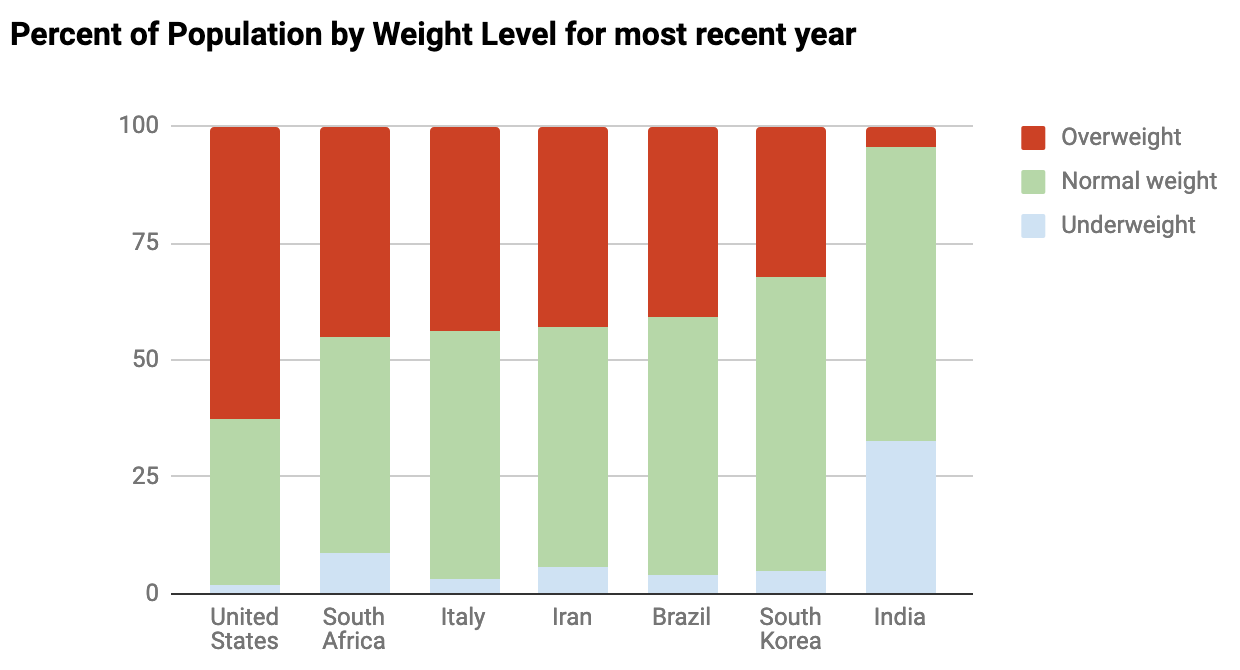 Percent of Population by Weight Level for most recent year
100
75
50
25
0
United States
South Africa
Italy
Iran
Brazil
South Korea
India
Overweight
Normal weight
Underweight